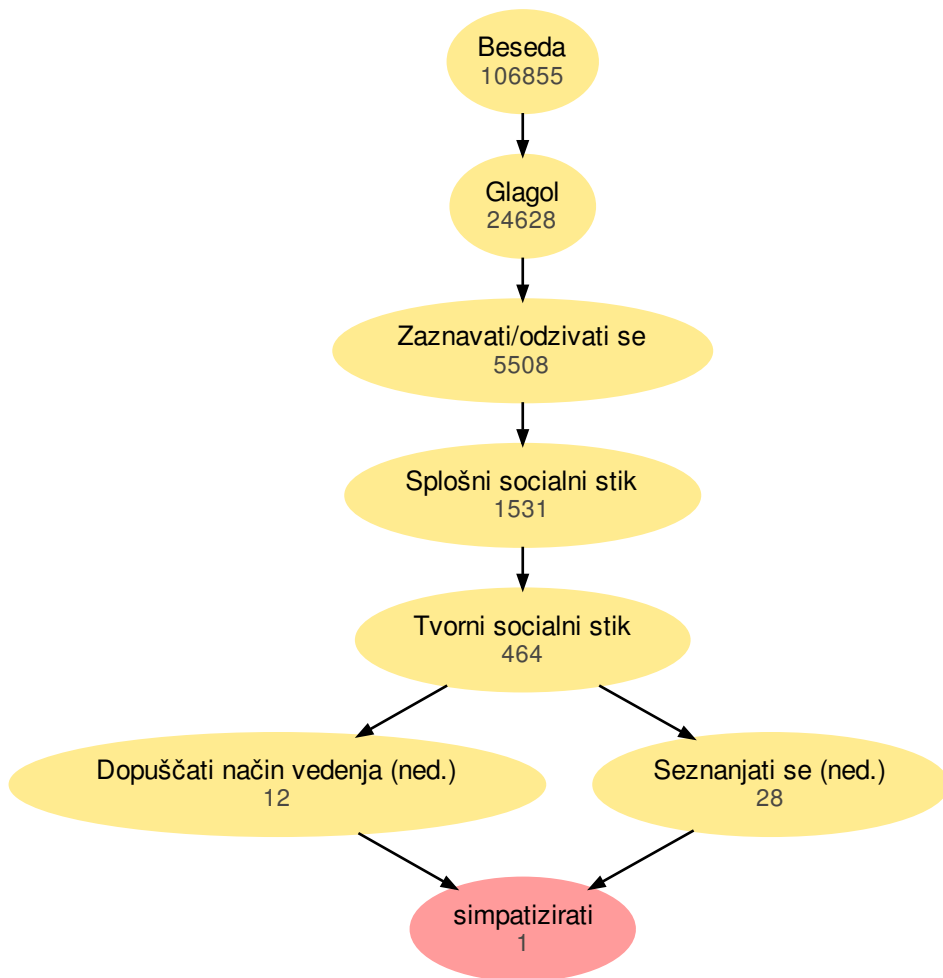 Beseda
106855
Glagol
24628
Zaznavati/odzivati se
5508
Splošni socialni stik
1531
Tvorni socialni stik
464
Dopuščati način vedenja (ned.)
12
Seznanjati se (ned.)
28
simpatizirati
1